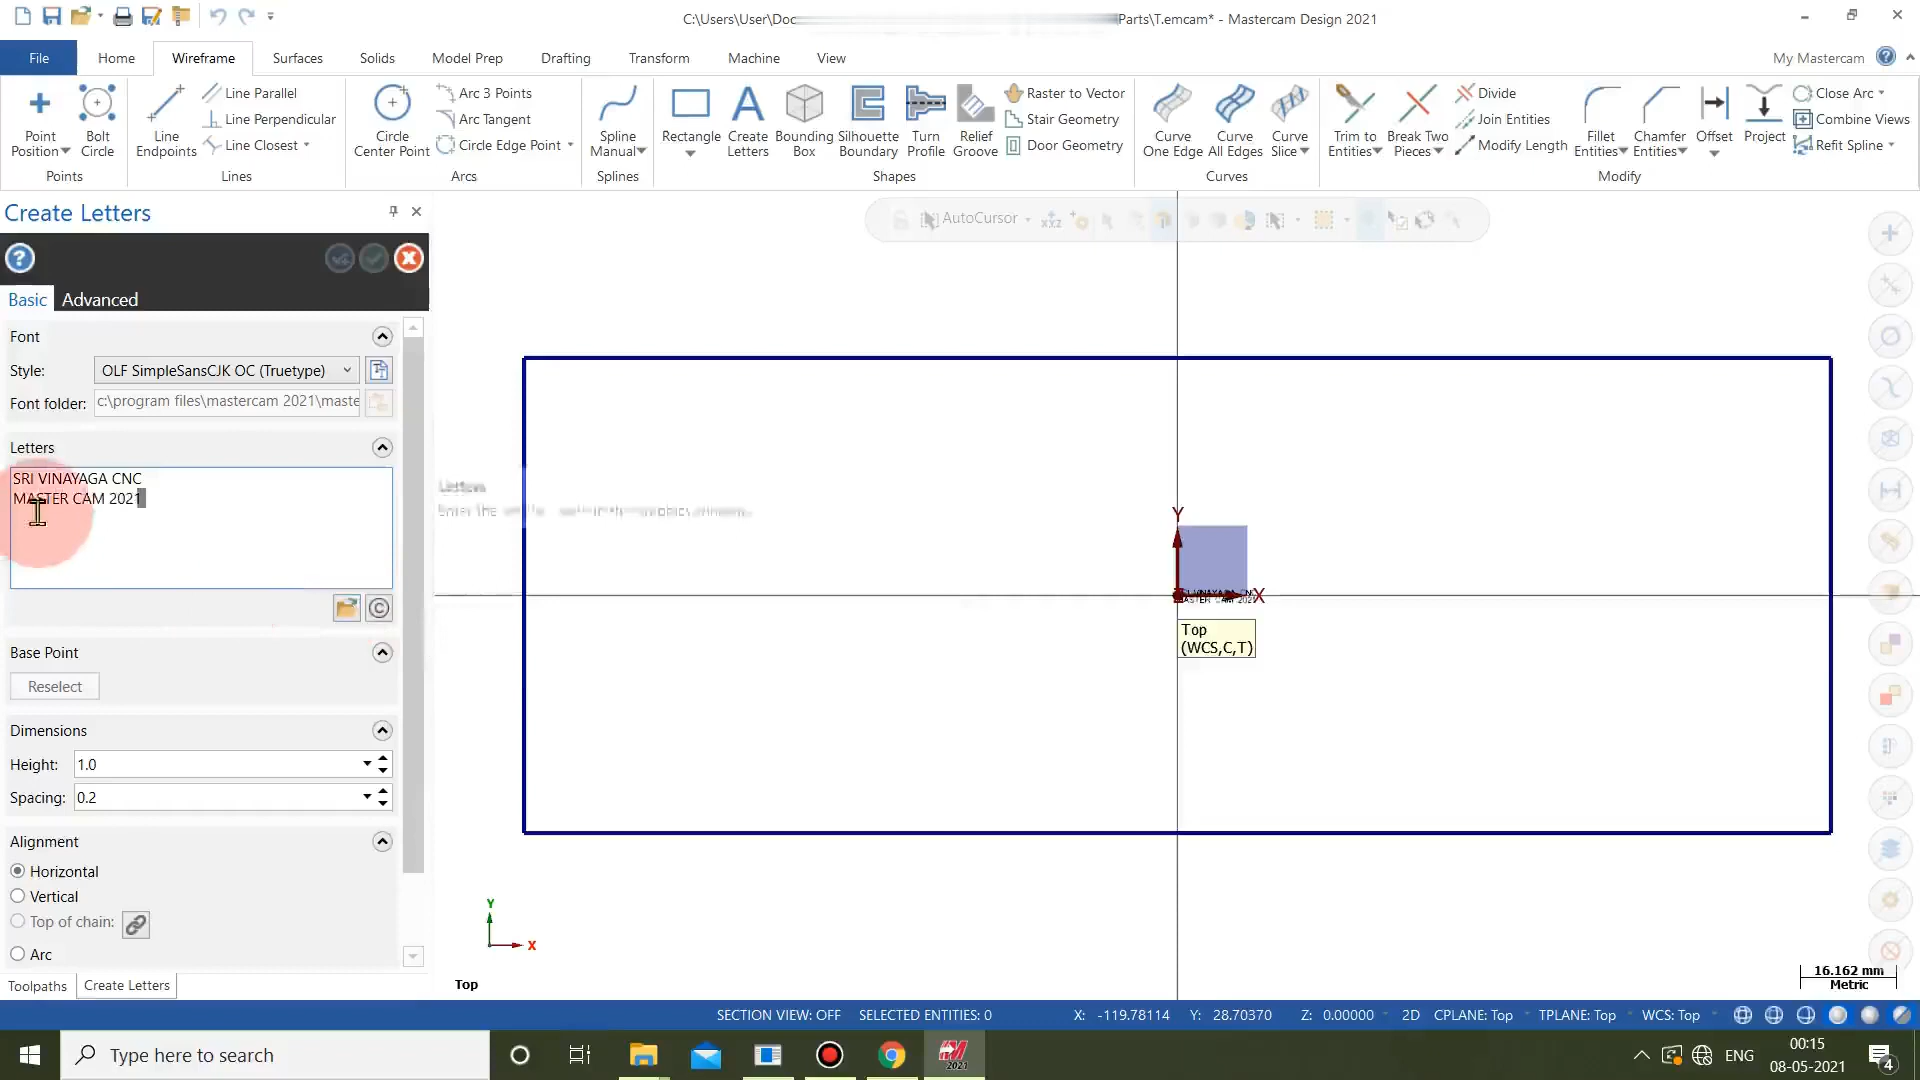 C:\Users\User\Doc
Parts\T.emcam* - Mastercam Design 2021
File
Home
Wireframe
Surfaces
Solids
Model Prep
Drafting
Transform
Machine
View
My Mastercam
Point
Position
Bolt
Circle
Points
Line
Endpoints
Line Parallel
Line Perpendicular
Line Closest
Lines
Circle
Center Point
Arc 3 Points
Arc Tangent
Circle Edge Point
Arcs
Spline
Manual
Splines
Rectangle
Create
Letters
Bounding
Box
Silhouette
Boundary
Turn
Profile
Relief
Groove
Raster to Vector
Stair Geometry
Door Geometry
Shapes
Curve
One Edge
Curve
All Edges
Curve
Slice
Curves
Trim to
Entities
Break Two
Pieces
Divide
Join Entities
Modify Length
Fillet
Entities
Chamfer
Entities
Offset
Project
Close Arc
Combine Views
Refit Spline
Modify
Create Letters
Basic
Advanced
Font
Style:
OLF SimpleSansCJK OC (Truetype)
Font folder:
c:\program files\mastercam 2021\maste
Letters
SRI VINAYAGA CNC
MASTER CAM 2021
Base Point
Reselect
Dimensions
Height:
1.0
Spacing:
0.2
Alignment
Horizontal
Vertical
Top of chain:
Arc
Toolpaths
Create Letters
AutoCursor
XYZ
Y
X
MASTER CAM 2021
Top
(WCS,C,T)
Y
X
Top
16.162 mm
Metric
SECTION VIEW: OFF
SELECTED ENTITIES: 0
X: -119.78114
Y: 28.70370
Z: 0.00000
2D
CPLANE: Top
TPLANE: Top
WCS: Top
Type here to search
2021
ENG
00:15
08-05-2021
4